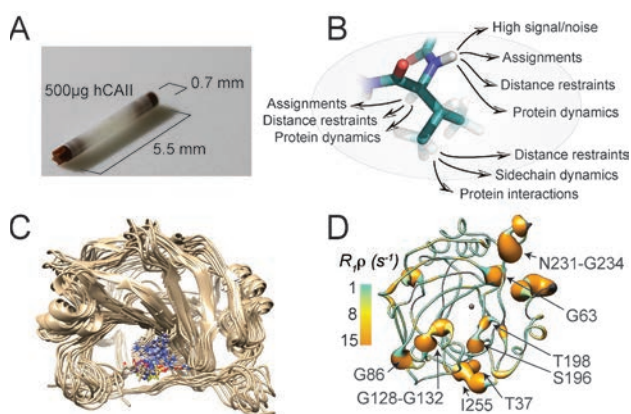 A
500µg hCAII
0.7 mm
5.5 mm
B
High signal/noise
Assignments
Distance restraints
Protein dynamics
Assignments
Distance restraints
Protein dynamics
Distance restraints
Sidechain dynamics
Protein interactions
C
D
R₁ρ (s⁻¹)
1
8
15
N231-G234
G63
T198
S196
G86
G128-G132
I255
T37